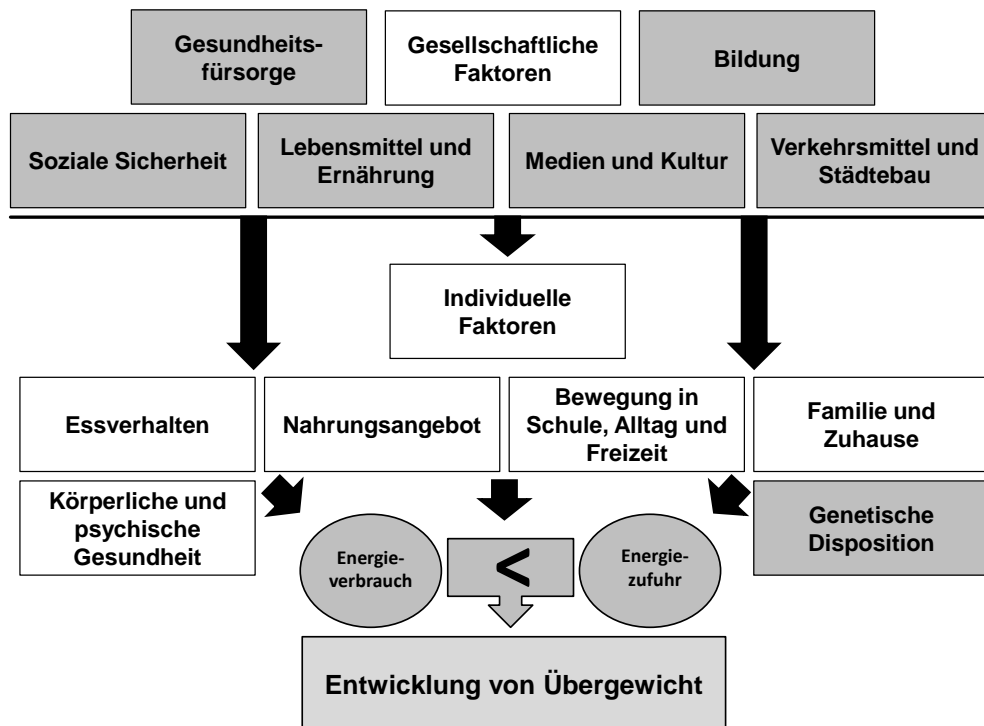 Gesundheits-
fürsorge
Gesellschaftliche
Faktoren
Bildung
Soziale Sicherheit
Lebensmittel und
Ernährung
Medien und Kultur
Verkehrsmittel und
Städtebau
Individuelle
Faktoren
Essverhalten
Nahrungsangebot
Bewegung in
Schule, Alltag und
Freizeit
Familie und
Zuhause
Körperliche und
psychische
Gesundheit
Genetische
Disposition
Energie-
verbrauch
<
Energie-
zufuhr
Entwicklung von Übergewicht